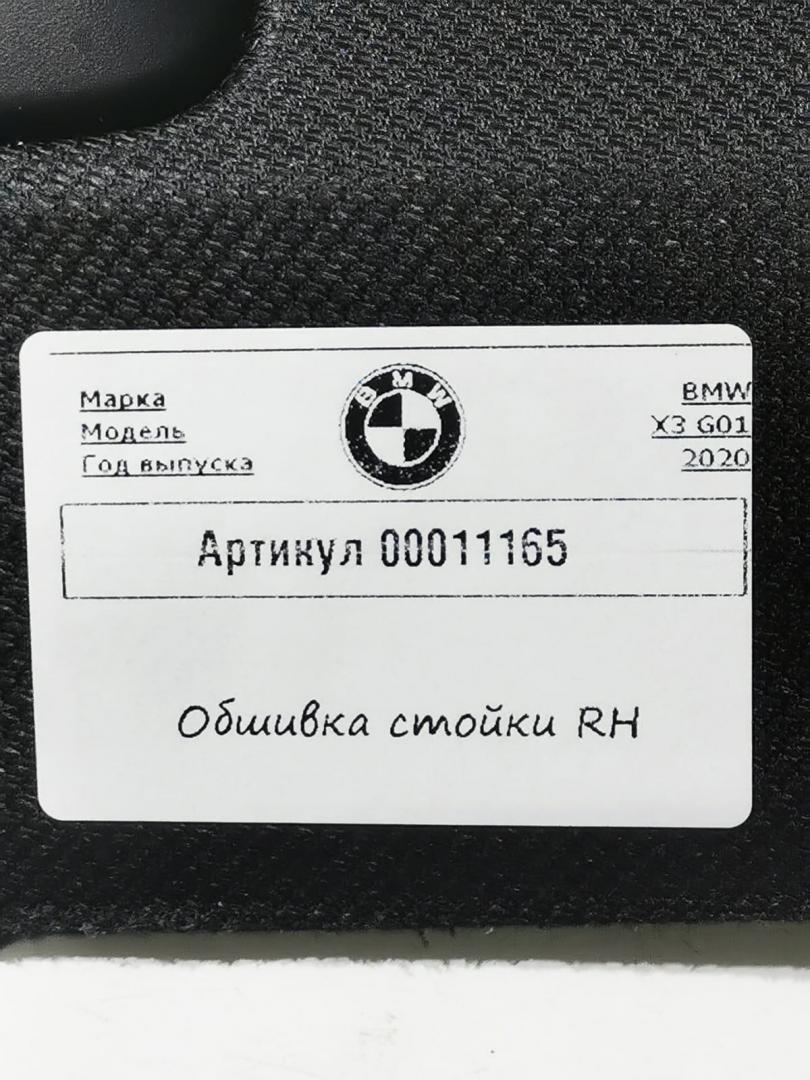 Марка BMW
Модель X3 G01
Год выпуска 2020
BMW
Артикул 00011165
Обшивка стойки RH